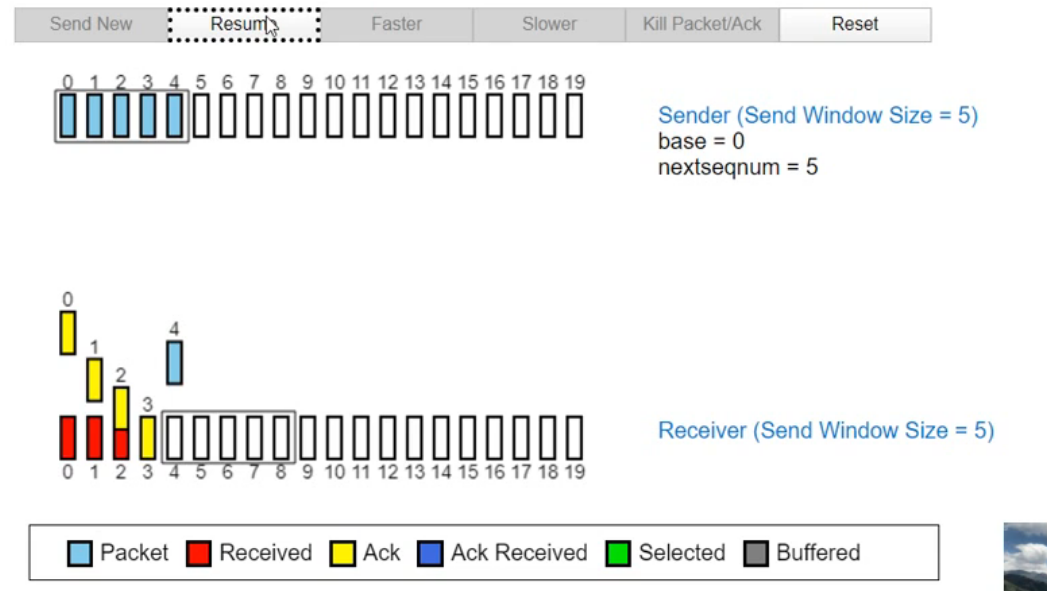 Send New Resume Faster Slower Kill Packet/Ack Reset
0 1 2 3 4 5 6 7 8 9 10 11 12 13 14 15 16 17 18 19
Sender (Send Window Size = 5)
base = 0
nextseqnum = 5
0
1
2
3
4
Receiver (Send Window Size = 5)
0 1 2 3 4 5 6 7 8 9 10 11 12 13 14 15 16 17 18 19
Packet Received Ack Ack Received Selected Buffered